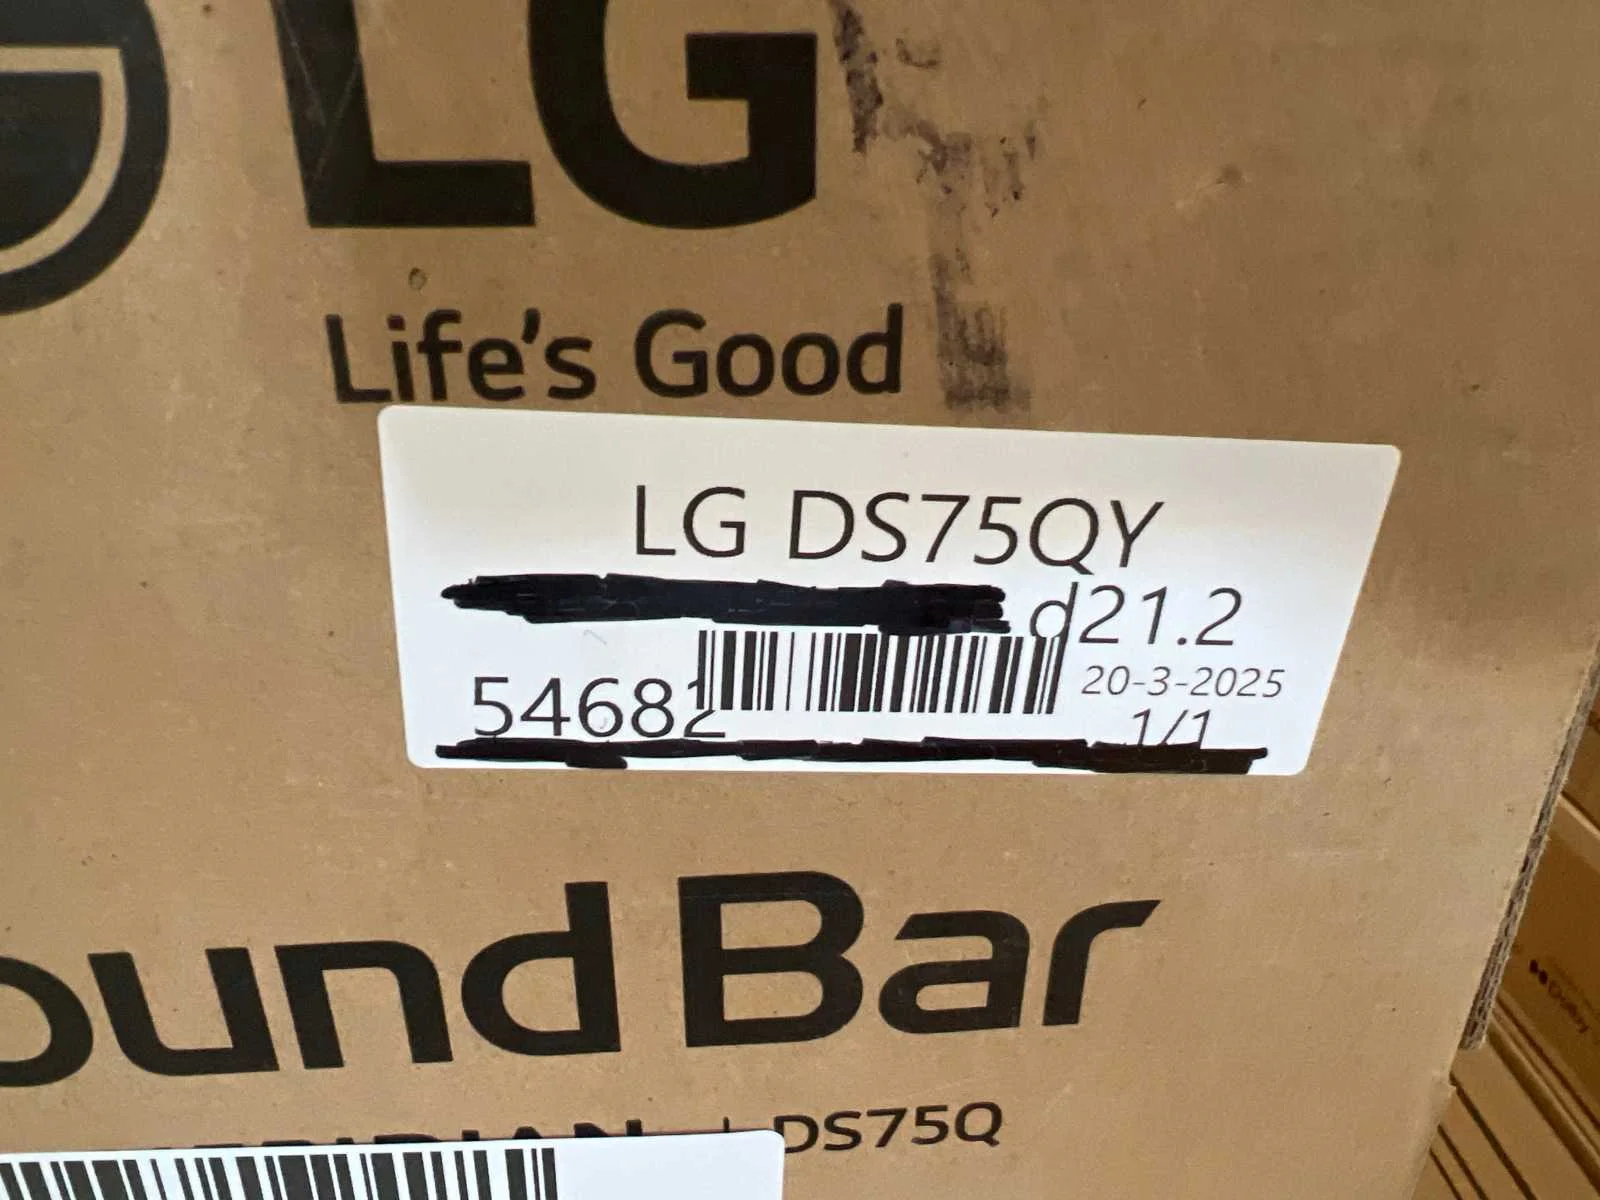 LG
Life's Good
LG DS75QY
d21.2
20-3-2025
54682
1/1
ound Bar
DS75Q